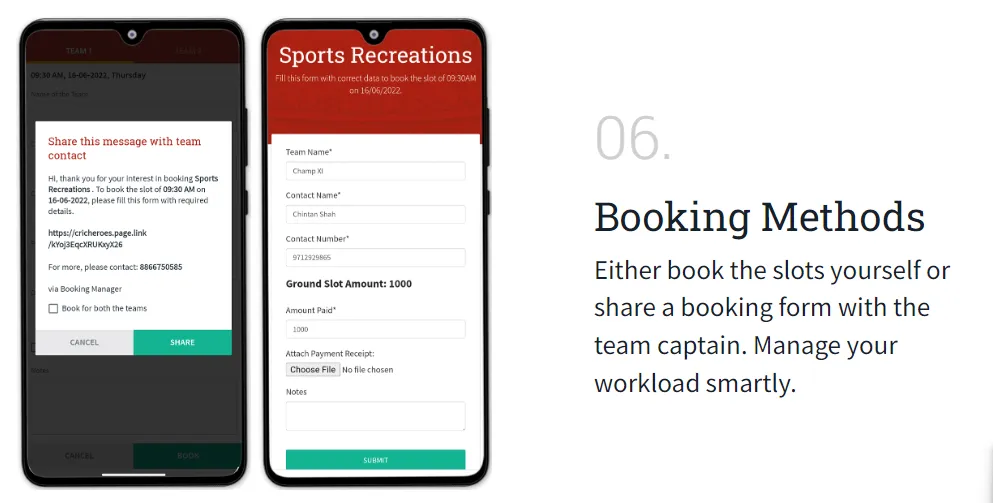 TEAM 1
TEAM 2
09:30 AM, 16-06-2022, Thursday
Name of the Team
Share this message with team
contact
Hi, thank you for your Interest in booking Sports
Recreations . To book the slot of 09:30 AM on
16-06-2022, please fill this form with required
details.
https://cricheroes.page.link
/kYoj3EqcXRUKxyX26
For more, please contact: 8866750585
via Booking Manager
Book for both the teams
CANCEL
SHARE
Notes
CANCEL
BOOK
Sports Recreations
Fill this form with correct data to book the slot of 09:30AM
on 16/06/2022.
Team Name*
Champ XI
Contact Name*
Chintan Shah
Contact Number*
9712929865
Ground Slot Amount: 1000
Amount Paid*
1000
Attach Payment Receipt:
Choose File No file chosen
Notes
SUBMIT
06.
Booking Methods
Either book the slots yourself or
share a booking form with the
team captain. Manage your
workload smartly.